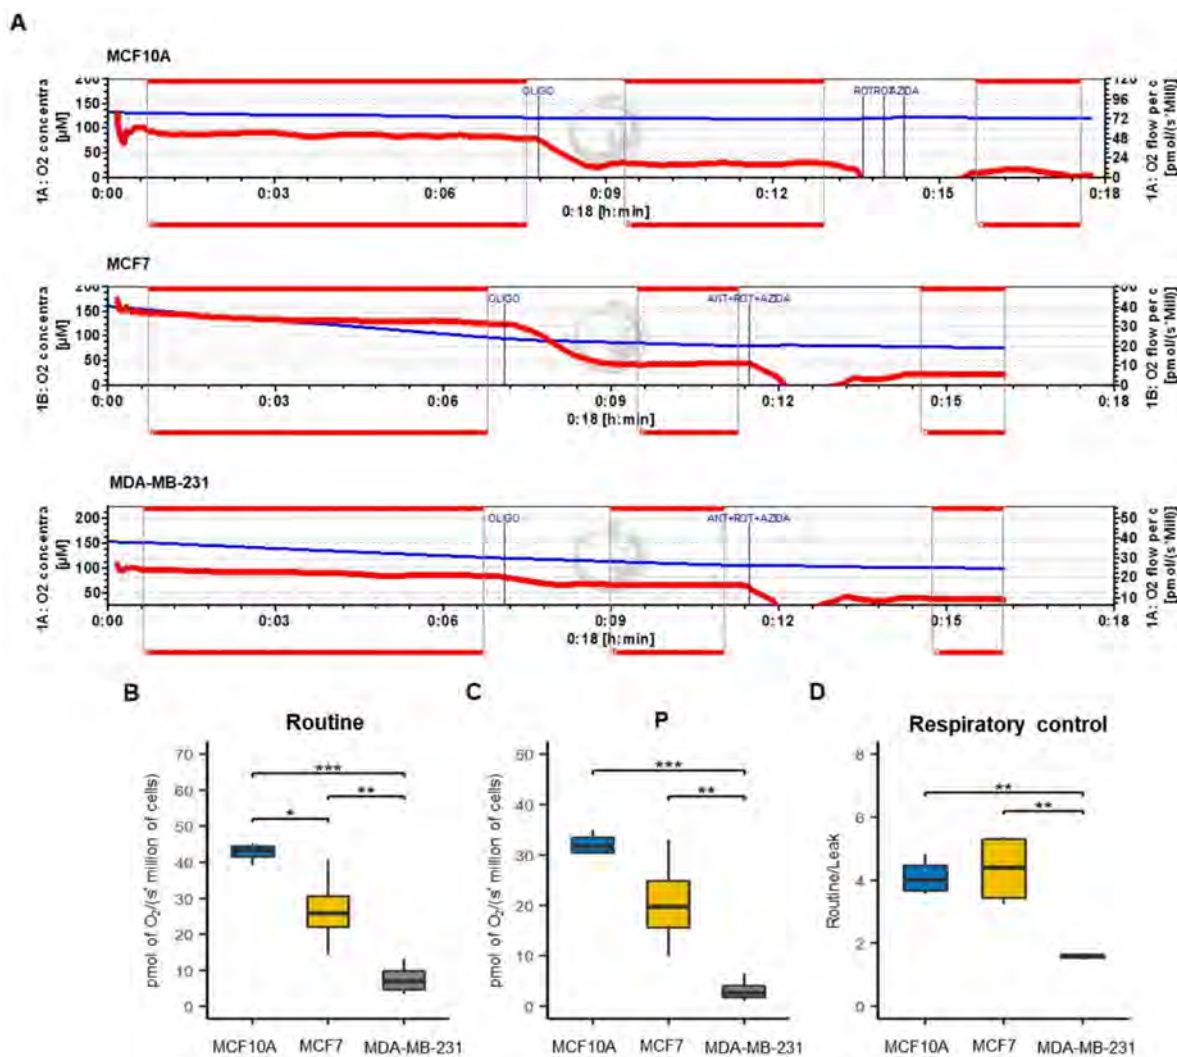 A
MCF10A
1A: O2 concentra
[µM]
200
150
100
50
0
OLIGO
ROT
AZIDA
120
96
72
48
24
0
1A: O2 flow per c
[pmol/(s*Mill)]
0:00 0:03 0:06 0:09 0:12 0:15 0:18
0:18 [h:min]
MCF7
1B: O2 concentra
[µM]
200
150
100
50
0
OLIGO
ANT+ROT+AZIDA
50
40
30
20
10
0
1B: O2 flow per c
[pmol/(s*Mill)]
0:00 0:03 0:06 0:09 0:12 0:15 0:18
0:18 [h:min]
MDA-MB-231
1A: O2 concentra
[µM]
200
150
100
50
OLIGO
ANT+ROT+AZIDA
50
40
30
20
10
1A: O2 flow per c
[pmol/(s*Mill)]
0:00 0:03 0:06 0:09 0:12 0:15 0:18
0:18 [h:min]
B
Routine
pmol of O₂/(s* million of cells)
70
60
50
40
30
20
10
0
***
**
*
MCF10A MCF7 MDA-MB-231
C
P
pmol of O₂/(s* million of cells)
50
40
30
20
10
0
***
**
MCF10A MCF7 MDA-MB-231
D
Respiratory control
Routine/Leak
8
6
4
2
0
**
**
MCF10A MCF7 MDA-MB-231